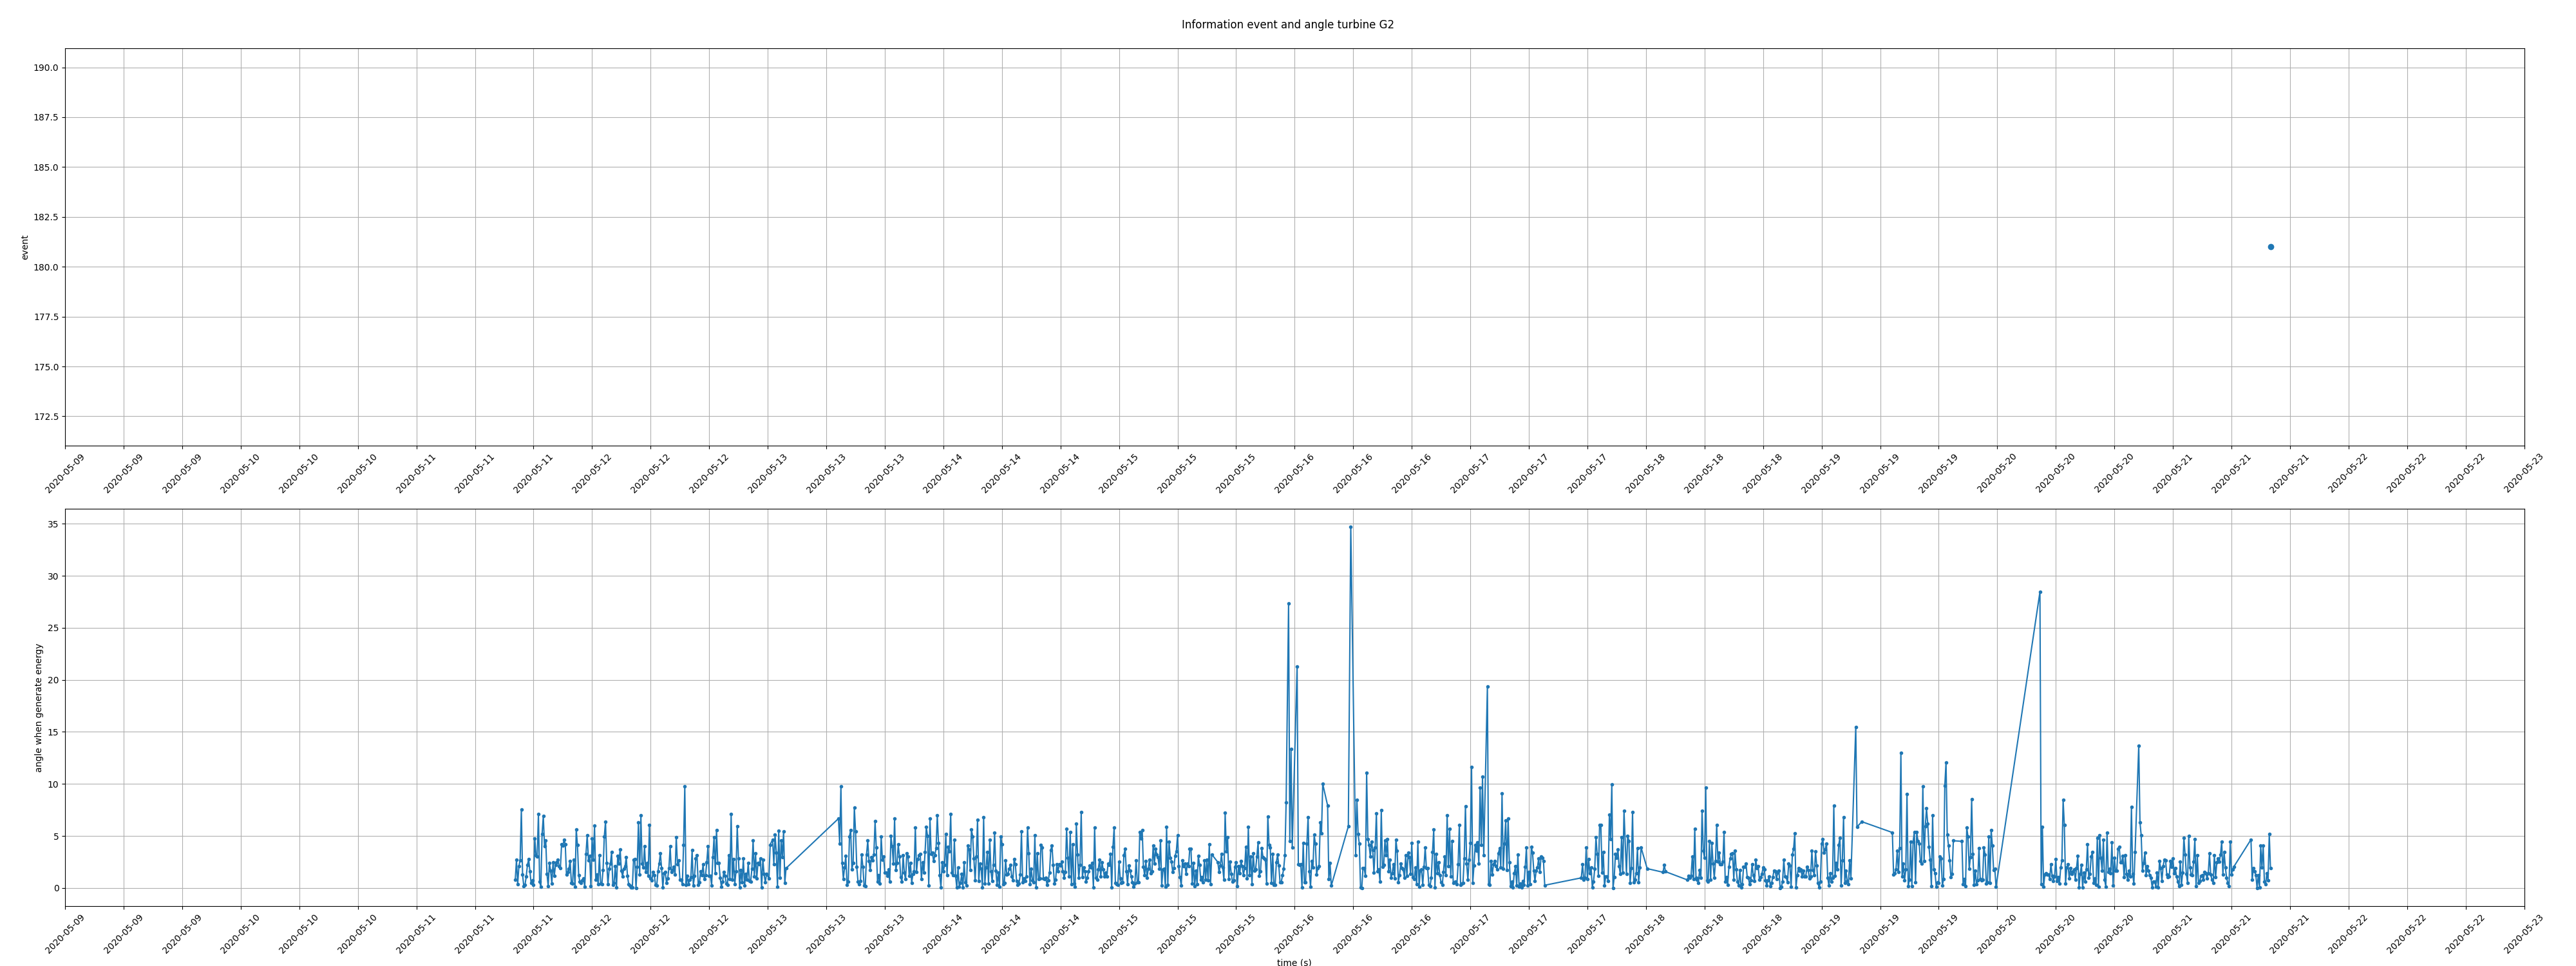 Information event and angle turbine G2
190.0
187.5
185.0
182.5
180.0
177.5
175.0
172.5
event
2020-05-09 2020-05-09 2020-05-09 2020-05-10 2020-05-10 2020-05-10 2020-05-11 2020-05-11 2020-05-11 2020-05-12 2020-05-12 2020-05-12 2020-05-13 2020-05-13 2020-05-13 2020-05-14 2020-05-14 2020-05-14 2020-05-15 2020-05-15 2020-05-15 2020-05-16 2020-05-16 2020-05-16 2020-05-17 2020-05-17 2020-05-17 2020-05-18 2020-05-18 2020-05-18 2020-05-19 2020-05-19 2020-05-19 2020-05-20 2020-05-20 2020-05-20 2020-05-21 2020-05-21 2020-05-21 2020-05-22 2020-05-22 2020-05-22 2020-05-23
35
30
25
20
15
10
5
0
angle when generate energy
2020-05-09 2020-05-09 2020-05-09 2020-05-10 2020-05-10 2020-05-10 2020-05-11 2020-05-11 2020-05-11 2020-05-12 2020-05-12 2020-05-12 2020-05-13 2020-05-13 2020-05-13 2020-05-14 2020-05-14 2020-05-14 2020-05-15 2020-05-15 2020-05-15 2020-05-16 2020-05-16 2020-05-16 2020-05-17 2020-05-17 2020-05-17 2020-05-18 2020-05-18 2020-05-18 2020-05-19 2020-05-19 2020-05-19 2020-05-20 2020-05-20 2020-05-20 2020-05-21 2020-05-21 2020-05-21 2020-05-22 2020-05-22 2020-05-22 2020-05-23
time (s)